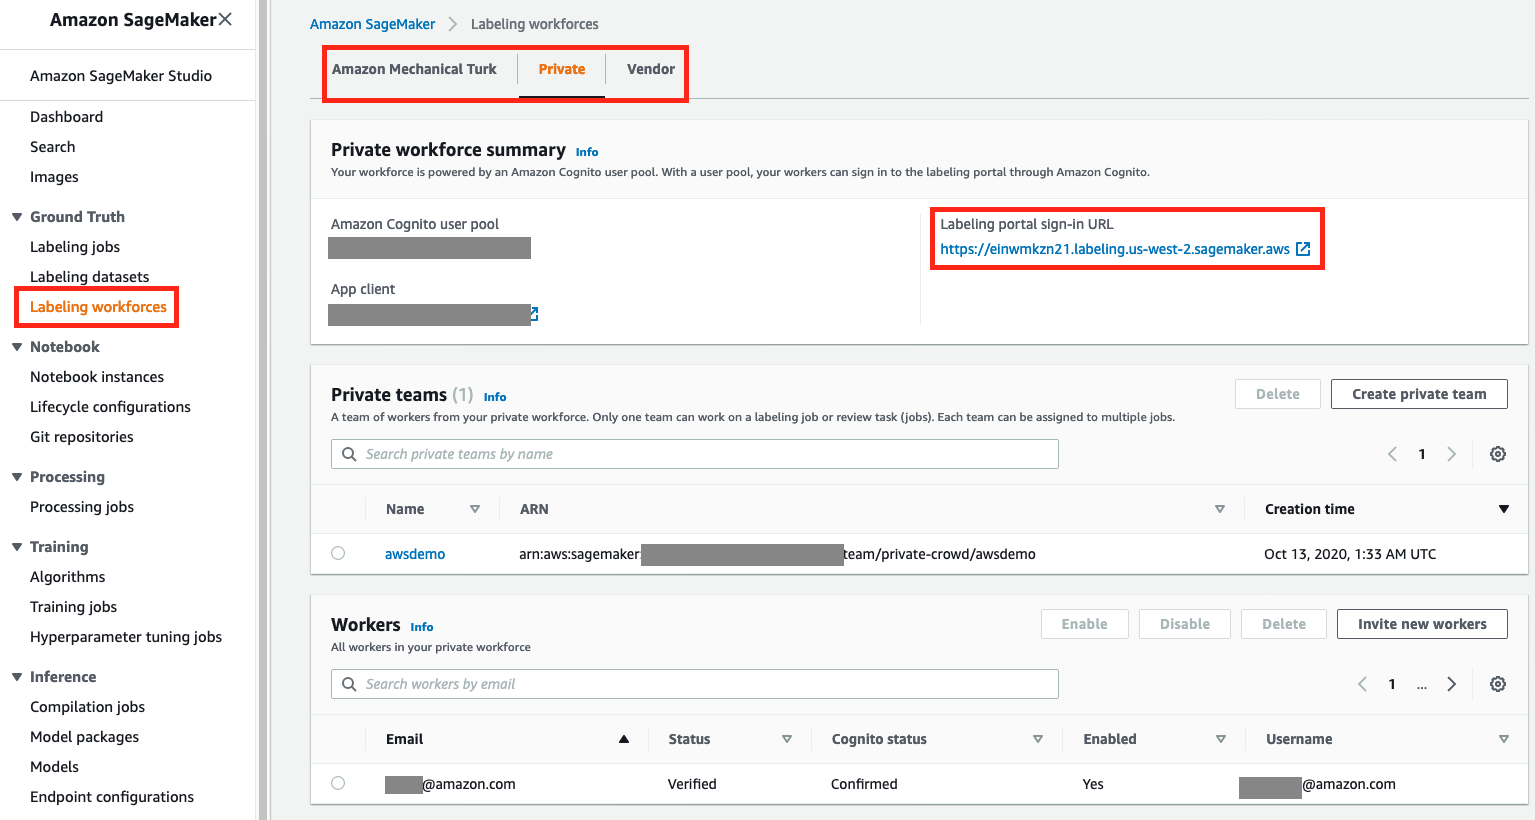 Amazon SageMaker
Amazon SageMaker Studio
Dashboard
Search
Images
Ground Truth
Labeling jobs
Labeling datasets
Labeling workforces
Notebook
Notebook instances
Lifecycle configurations
Git repositories
Processing
Processing jobs
Training
Algorithms
Training jobs
Hyperparameter tuning jobs
Inference
Compilation jobs
Model packages
Models
Endpoint configurations
Amazon SageMaker > Labeling workforces
Amazon Mechanical Turk Private Vendor
Private workforce summary Info
Your workforce is powered by an Amazon Cognito user pool. With a user pool, your workers can sign in to the labeling portal through Amazon Cognito.
Amazon Cognito user pool
App client
Labeling portal sign-in URL
https://einwmkzn21.labeling.us-west-2.sagemaker.aws
Private teams (1) Info
Delete Create private team
A team of workers from your private workforce. Only one team can work on a labeling job or review task (jobs). Each team can be assigned to multiple jobs.
Search private teams by name
1
Name ARN Creation time
awsdemo arn:aws:sagemaker: team/private-crowd/awsdemo Oct 13, 2020, 1:33 AM UTC
Workers Info
Enable Disable Delete Invite new workers
All workers in your private workforce
Search workers by email
1 ...
Email Status Cognito status Enabled Username
@amazon.com Verified Confirmed Yes @amazon.com